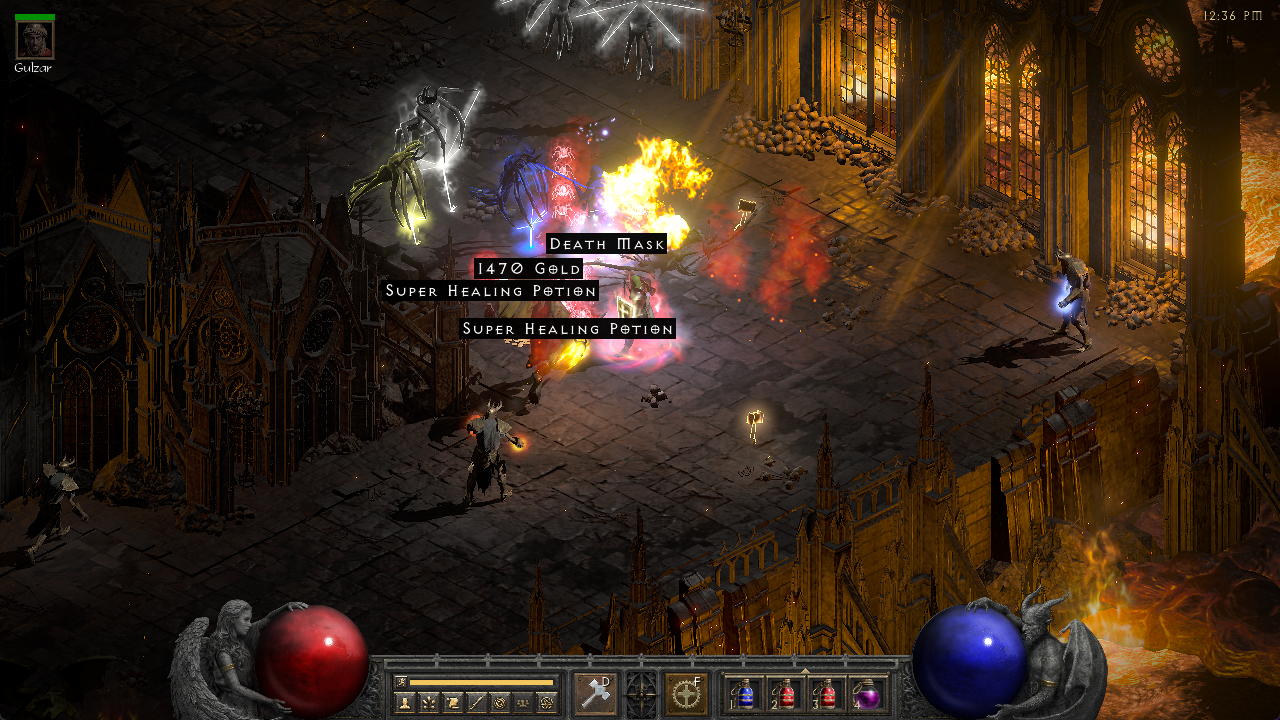 12:36 PM
Gulzar
Death Mask
1470 Gold
Super Healing Potion
Super Healing Potion
D
F
1
2
3
4